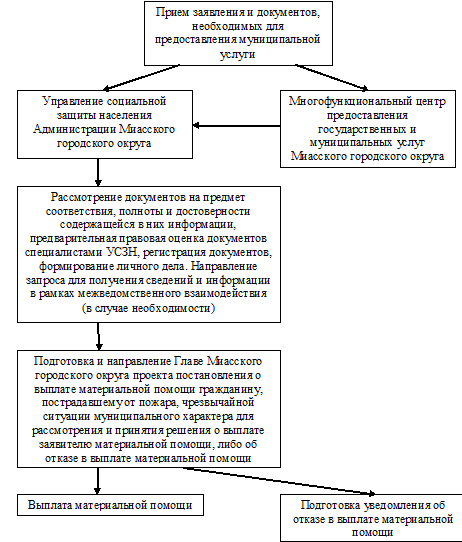 Прием заявления и документов,
необходимых для
предоставления муниципальной
услуги
Управление социальной
защиты населения
Администрации Миасского
городского округа
Многофункциональный центр
предоставления
государственных и
муниципальных услуг
Миасского городского округа
Рассмотрение документов на предмет
соответствия, полноты и достоверности
содержащейся в них информации,
предварительная правовая оценка документов
специалистами УСЗН, регистрация документов,
формирование личного дела. Направление
запроса для получения сведений и информации
в рамках межведомственного взаимодействия
(в случае необходимости)
Подготовка и направление Главе Миасского
городского округа проекта постановления о
выплате материальной помощи гражданину,
пострадавшему от пожара, чрезвычайной
ситуации муниципального характера для
рассмотрения и принятия решения о выплате
заявителю материальной помощи, либо об
отказе в выплате материальной помощи
Выплата материальной помощи
Подготовка уведомления об
отказе в выплате материальной
помощи